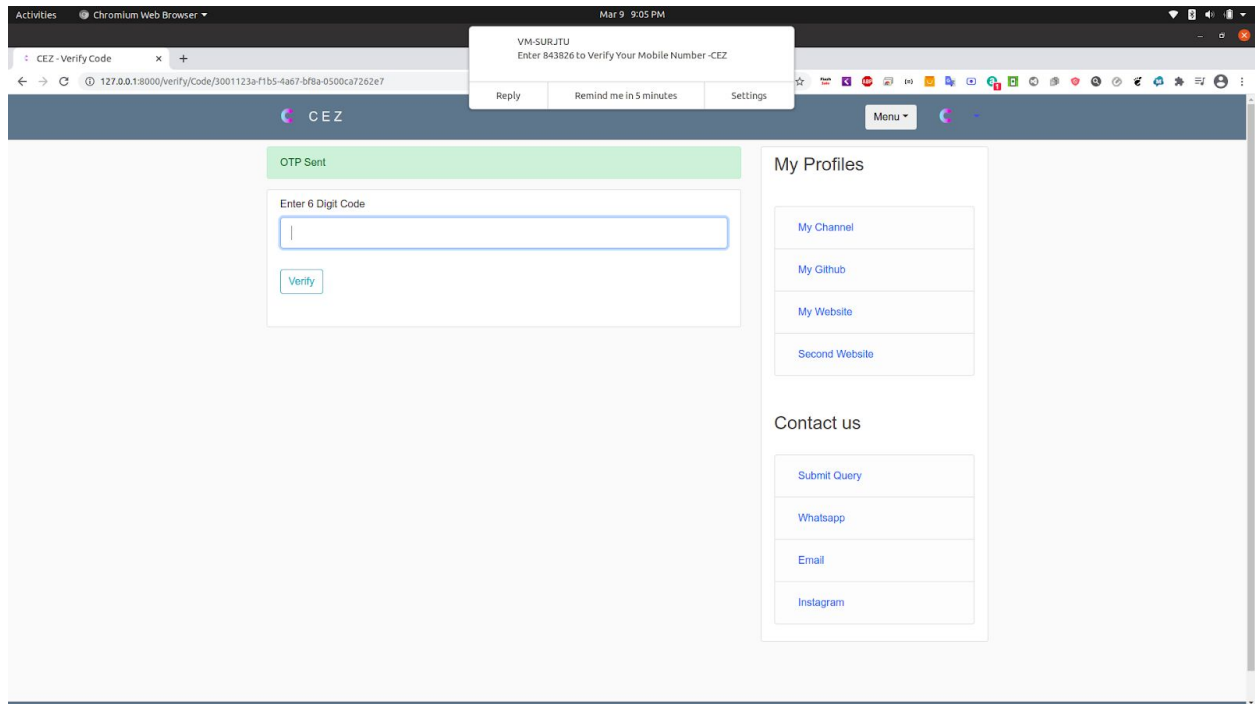 Activities
Chromium Web Browser
Mar 9 9:05 PM
VM-SURJTU
Enter 843826 to Verify Your Mobile Number -CEZ
Reply
Remind me in 5 minutes
Settings
CEZ - Verify Code
127.0.0.1:8000/verify/Code/3001123a-f1b5-4a67-bf8a-0500ca7262e7
CEZ
Menu
OTP Sent
Enter 6 Digit Code
Verify
My Profiles
My Channel
My Github
My Website
Second Website
Contact us
Submit Query
Whatsapp
Email
Instagram